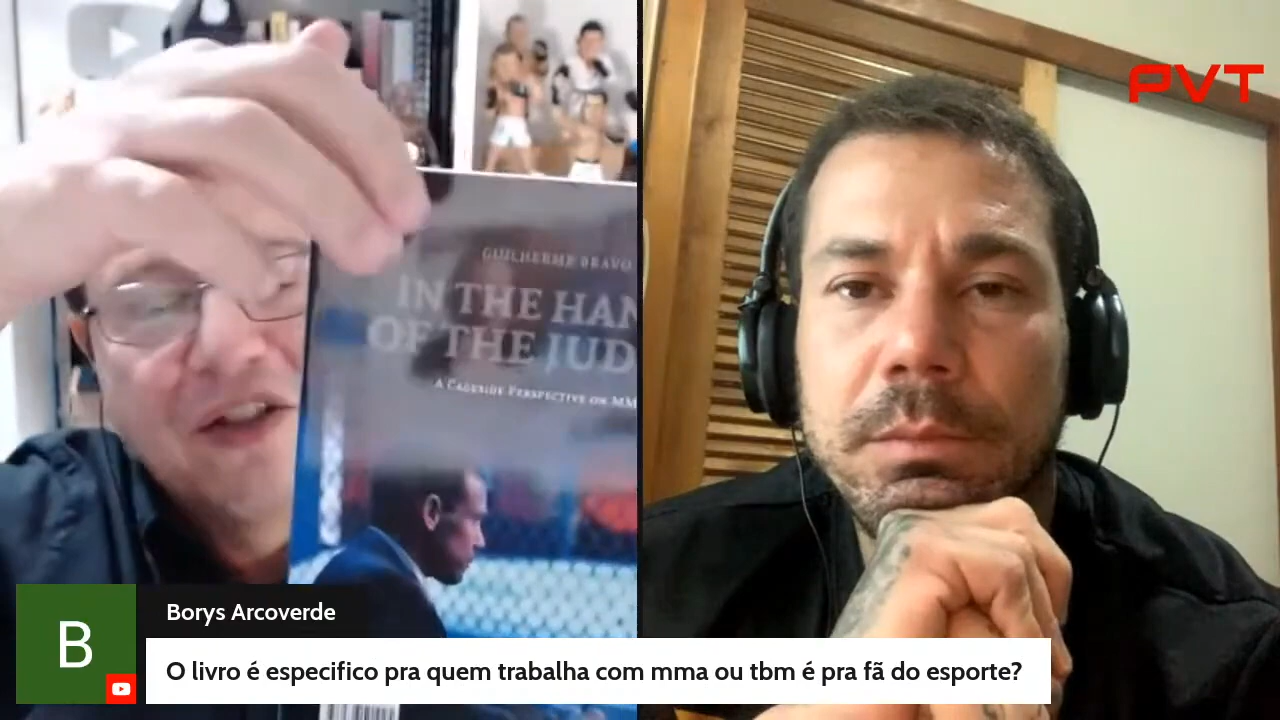 PVT
GUILHERME BRAVO
IN THE HAN
OF THE JUD
A CAGESIDE PERSPECTIVE ON MM
B
Borys Arcoverde
O livro é especifico pra quem trabalha com mma ou tbm é pra fã do esporte?